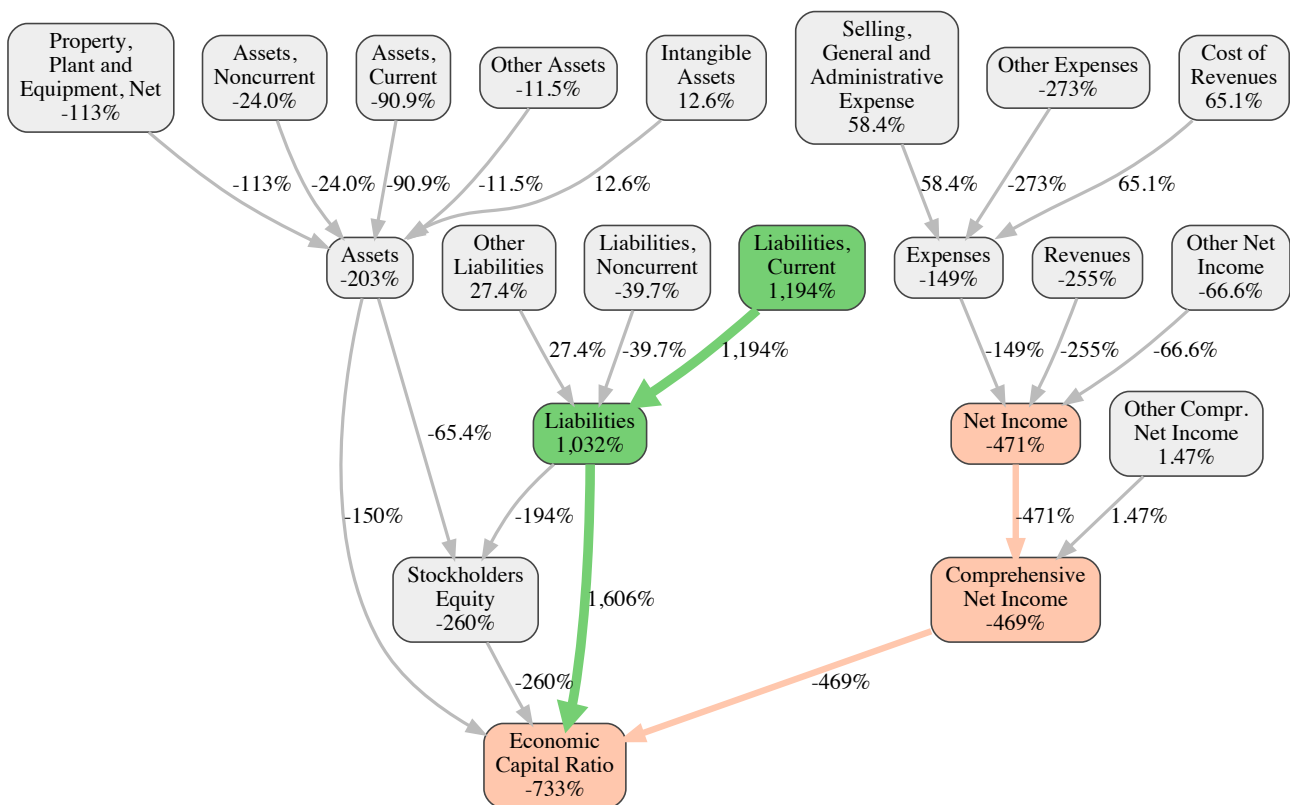 Property,
Plant and
Equipment, Net
-113%
Assets,
Noncurrent
-24.0%
Assets,
Current
-90.9%
Other Assets
-11.5%
Intangible
Assets
12.6%
Selling,
General and
Administrative
Expense
58.4%
Other Expenses
-273%
Cost of
Revenues
65.1%
-113%
-24.0%
-90.9%
-11.5%
12.6%
58.4%
-273%
65.1%
Assets
-203%
Other
Liabilities
27.4%
Liabilities,
Noncurrent
-39.7%
Liabilities,
Current
1,194%
Expenses
-149%
Revenues
-255%
Other Net
Income
-66.6%
27.4%
-39.7%
1,194%
-149%
-255%
-66.6%
-65.4%
Liabilities
1,032%
Net Income
-471%
Other Compr.
Net Income
1.47%
-150%
-194%
-471%
1.47%
Stockholders
Equity
-260%
1,606%
Comprehensive
Net Income
-469%
-260%
-469%
Economic
Capital Ratio
-733%